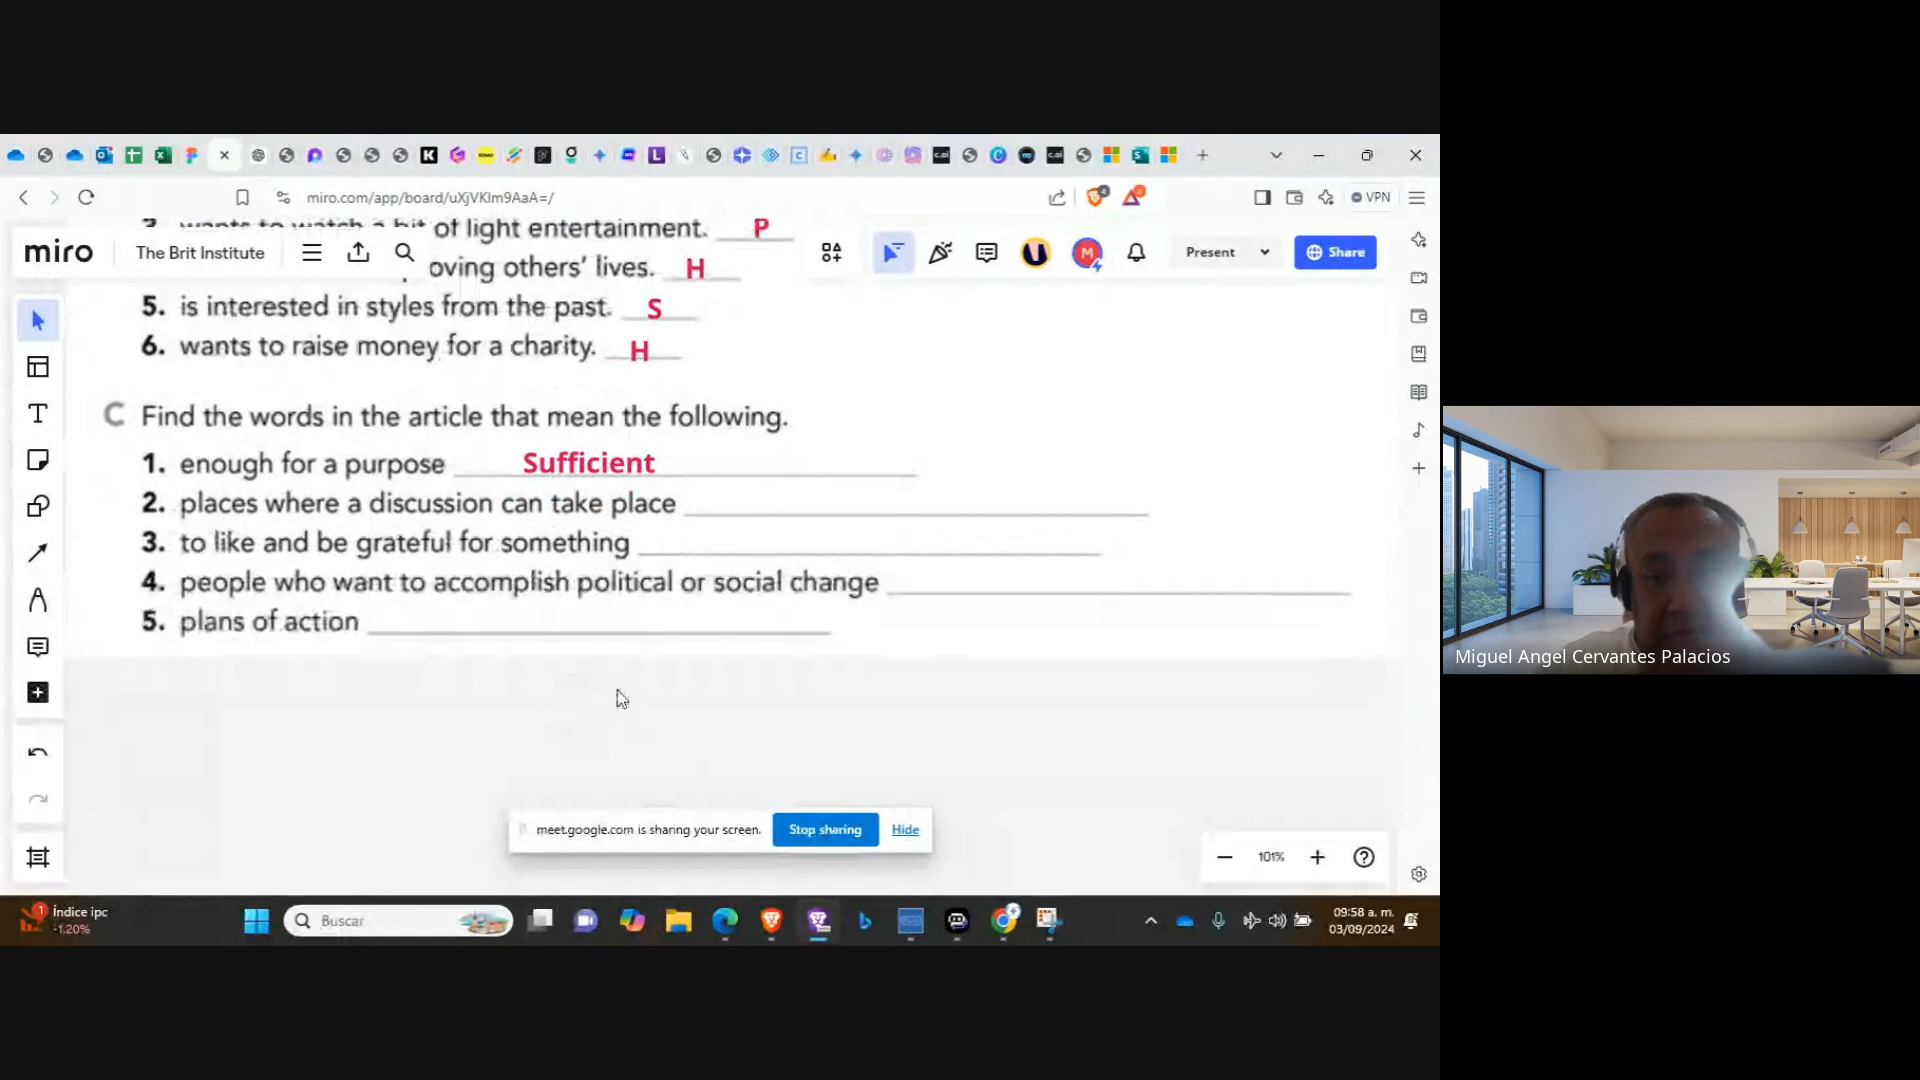 miro.com/app/board/uXjVKlm9AaA=/
VPN
wants to watch a bit of light entertainment. P
miro
The Brit Institute
M
Present
Share
oving others' lives. H
5. is interested in styles from the past. S
6. wants to raise money for a charity. H
C Find the words in the article that mean the following.
1. enough for a purpose Sufficient
2. places where a discussion can take place
3. to like and be grateful for something
4. people who want to accomplish political or social change
5. plans of action
meet.google.com is sharing your screen.
Stop sharing
Hide
101%
Miguel Angel Cervantes Palacios
1
Índice ipc
-1.20%
Buscar
09:58 a. m.
03/09/2024